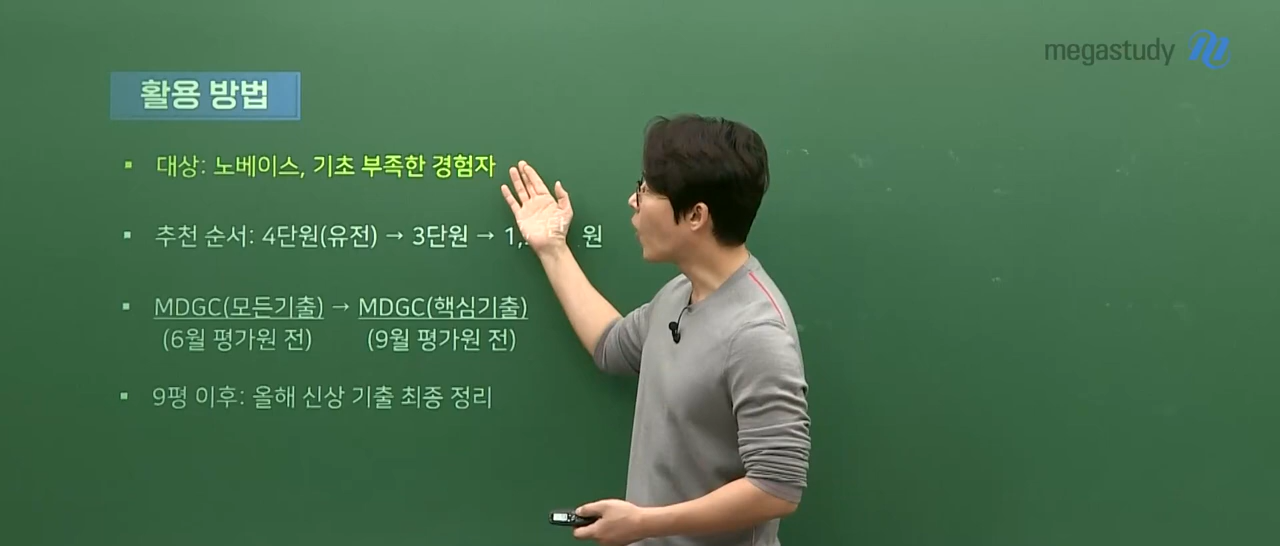 megastudy
활용 방법
▪ 대상: 노베이스, 기초 부족한 경험자
▪ 추천 순서: 4단원(유전) → 3단원 → 1, 원
▪ MDGC(모든기출) → MDGC(핵심기출)
(6월 평가원 전) (9월 평가원 전)
▪ 9평 이후: 올해 신상 기출 최종 정리